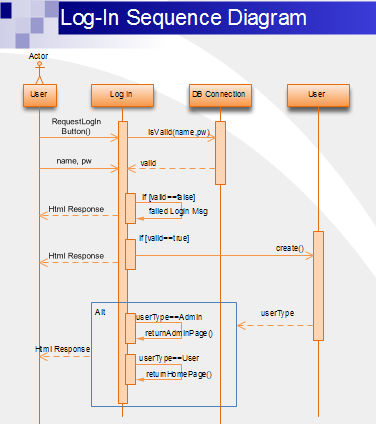 Log-In Sequence Diagram
Actor
User
Log In
DB Connection
User
RequestLogIn
Button()
IsValid(name,pw)
name, pw
valid
if [valid==false]
failed Login Msg
Html Response
if [valid==true]
create()
Html Response
Alt
userType==Admin
userType
returnAdminPage()
Html Response
userType==User
returnHomePage()